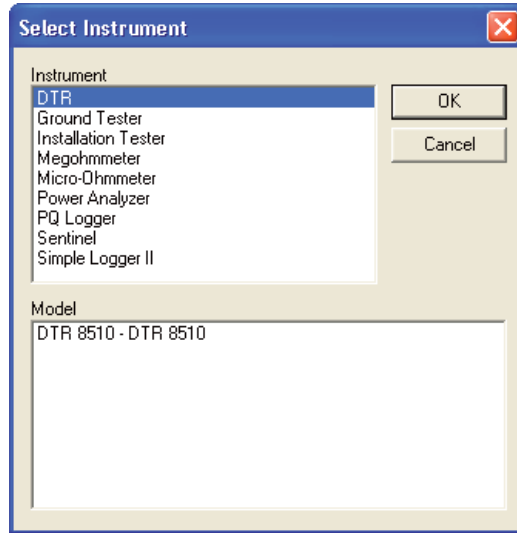 Select Instrument
Instrument
DTR
Ground Tester
Installation Tester
Megohmmeter
Micro-Ohmmeter
Power Analyzer
PQ Logger
Sentinel
Simple Logger II
OK
Cancel
Model
DTR 8510 - DTR 8510